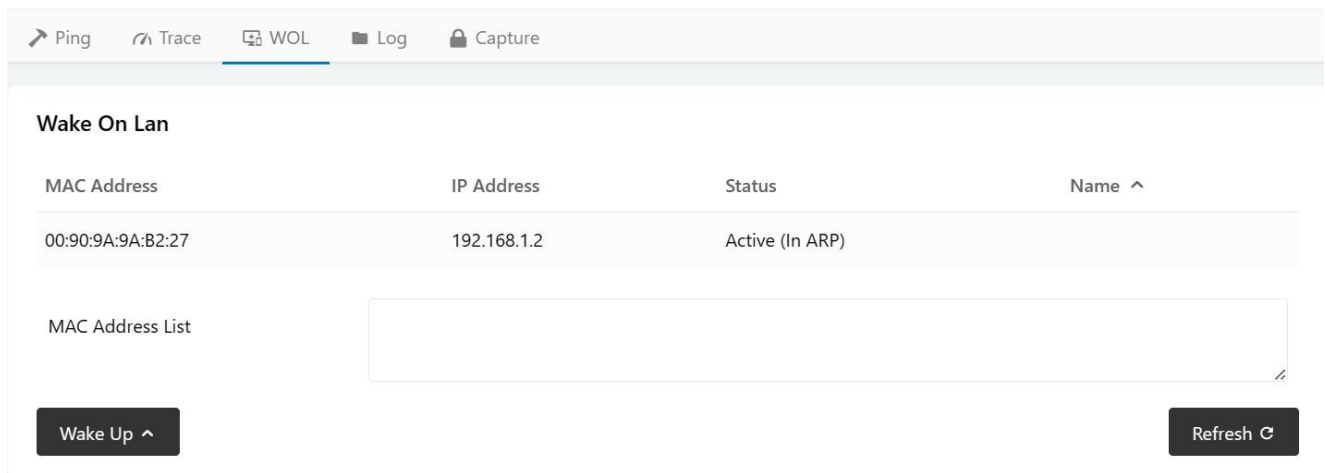 Ping Trace WOL Log Capture
Wake On Lan
MAC Address IP Address Status Name
00:90:9A:9A:B2:27 192.168.1.2 Active (In ARP)
MAC Address List
Wake Up Refresh